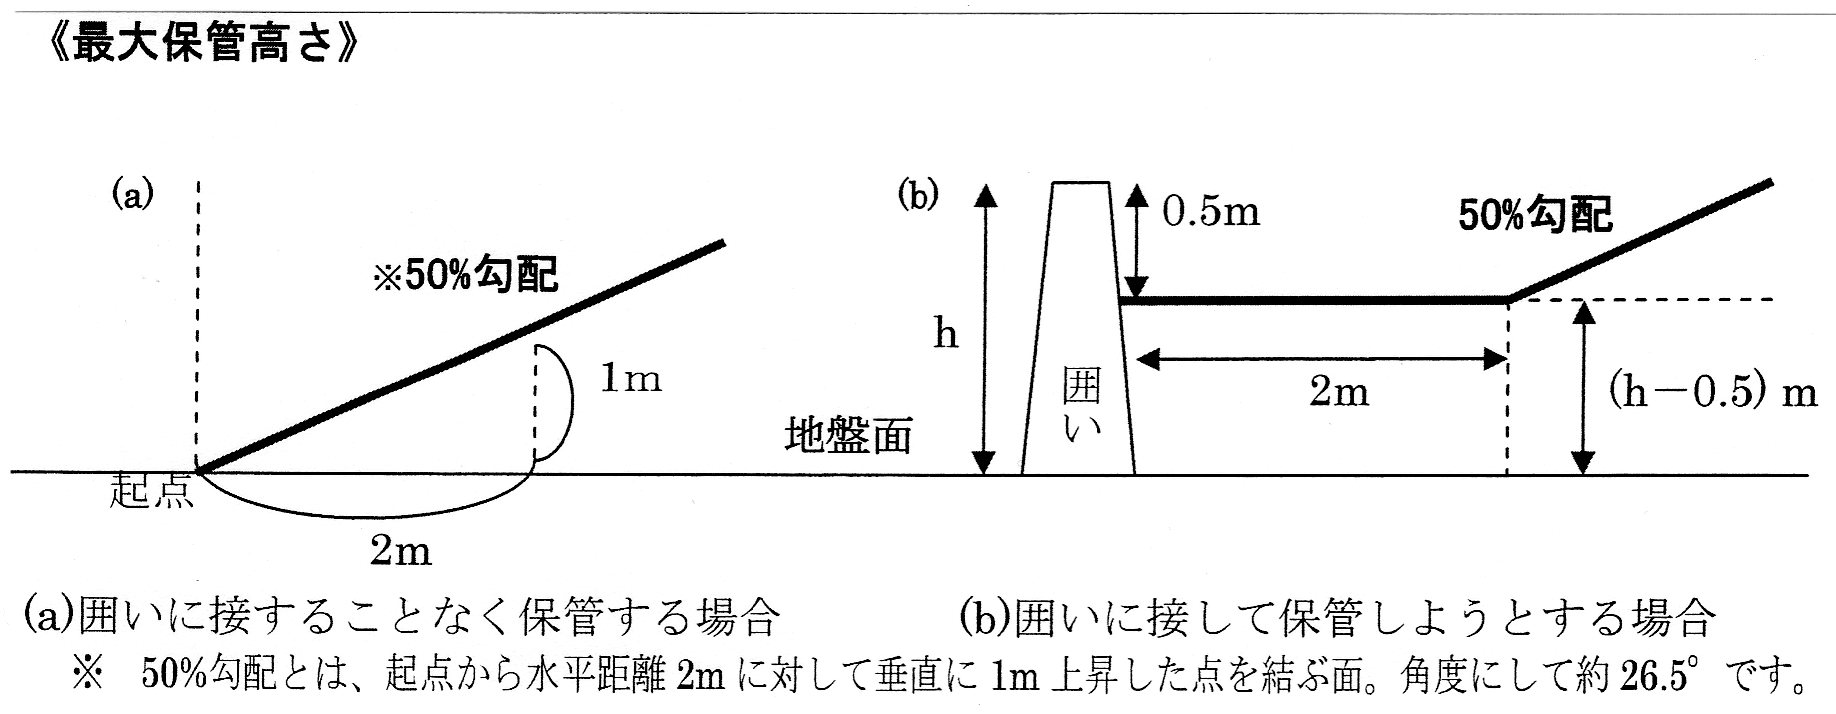 《最大保管高さ》
(a)
※50%勾配
1m
起点
2m
地盤面
(b)
h
囲い
0.5m
50%勾配
2m
(h－0.5) m
(a)囲いに接することなく保管する場合
(b)囲いに接して保管しようとする場合
※ 50%勾配とは、起点から水平距離 2m に対して垂直に 1m 上昇した点を結ぶ面。角度にして約 26.5° です。